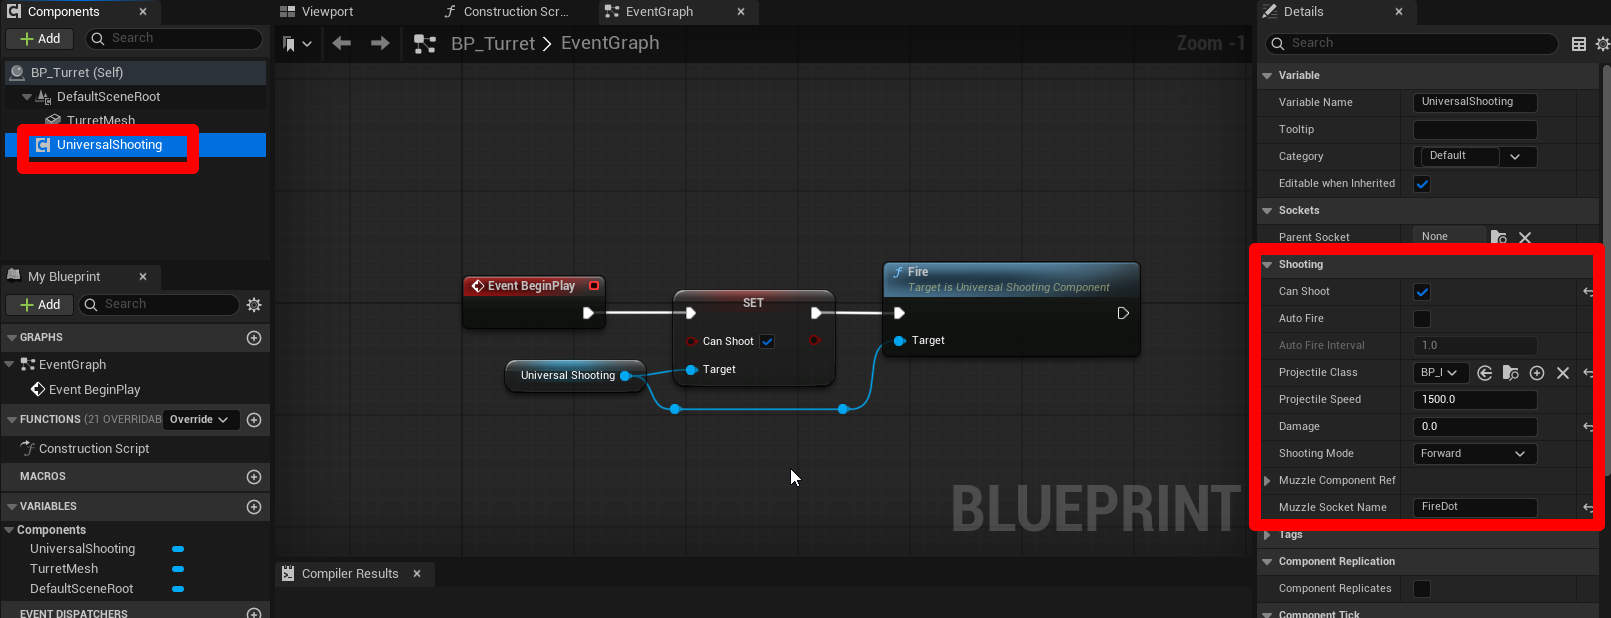 Components
Add
Search
BP_Turret (Self)
DefaultSceneRoot
TurretMesh
UniversalShooting
My Blueprint
Add
Search
GRAPHS
EventGraph
Event BeginPlay
FUNCTIONS (21 OVERRIDAB
Override
Construction Script
MACROS
VARIABLES
Components
UniversalShooting
TurretMesh
DefaultSceneRoot
EVENT DISPATCHERS
Viewport
Construction Scr...
EventGraph
BP_Turret > EventGraph
Zoom -1
Event BeginPlay
SET
Can Shoot
Target
Universal Shooting
Fire
Target is Universal Shooting Component
Target
BLUEPRINT
Compiler Results
Details
Search
Variable
Variable Name UniversalShooting
Tooltip
Category Default
Editable when Inherited
Sockets
Parent Socket None
Shooting
Can Shoot
Auto Fire
Auto Fire Interval 1.0
Projectile Class BP_
Projectile Speed 1500.0
Damage 0.0
Shooting Mode Forward
Muzzle Component Ref
Muzzle Socket Name FireDot
Tags
Component Replication
Component Replicates
Component Tick